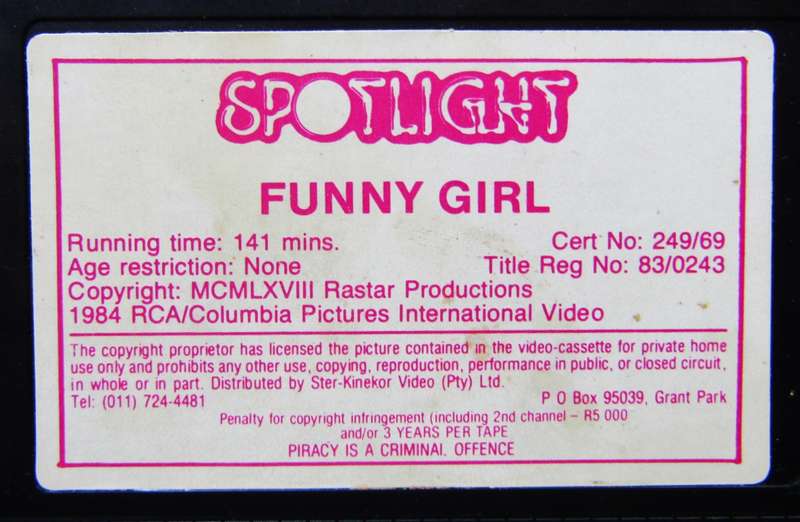 SPOTLIGHT
FUNNY GIRL
Running time: 141 mins. Cert No: 249/69
Age restriction: None Title Reg No: 83/0243
Copyright: MCMLXVIII Rastar Productions
1984 RCA/Columbia Pictures International Video
The copyright proprietor has licensed the picture contained in the video-cassette for private home
use only and prohibits any other use, copying, reproduction, performance in public, or closed circuit,
in whole or in part. Distributed by Ster-Kinekor Video (Pty) Ltd.
Tel: (011) 724-4481 P O Box 95039, Grant Park
Penalty for copyright infringement (including 2nd channel – R5 000
and/or 3 YEARS PER TAPE
PIRACY IS A CRIMINAL OFFENCE